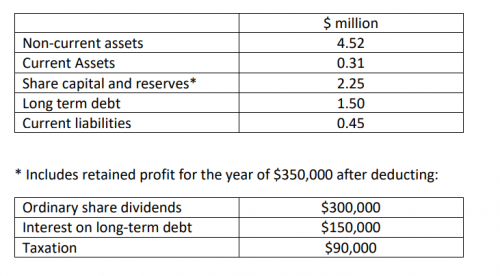 $ million
Non-current assets 4.52
Current Assets 0.31
Share capital and reserves* 2.25
Long term debt 1.50
Current liabilities 0.45
* Includes retained profit for the year of $350,000 after deducting:
Ordinary share dividends $300,000
Interest on long-term debt $150,000
Taxation $90,000